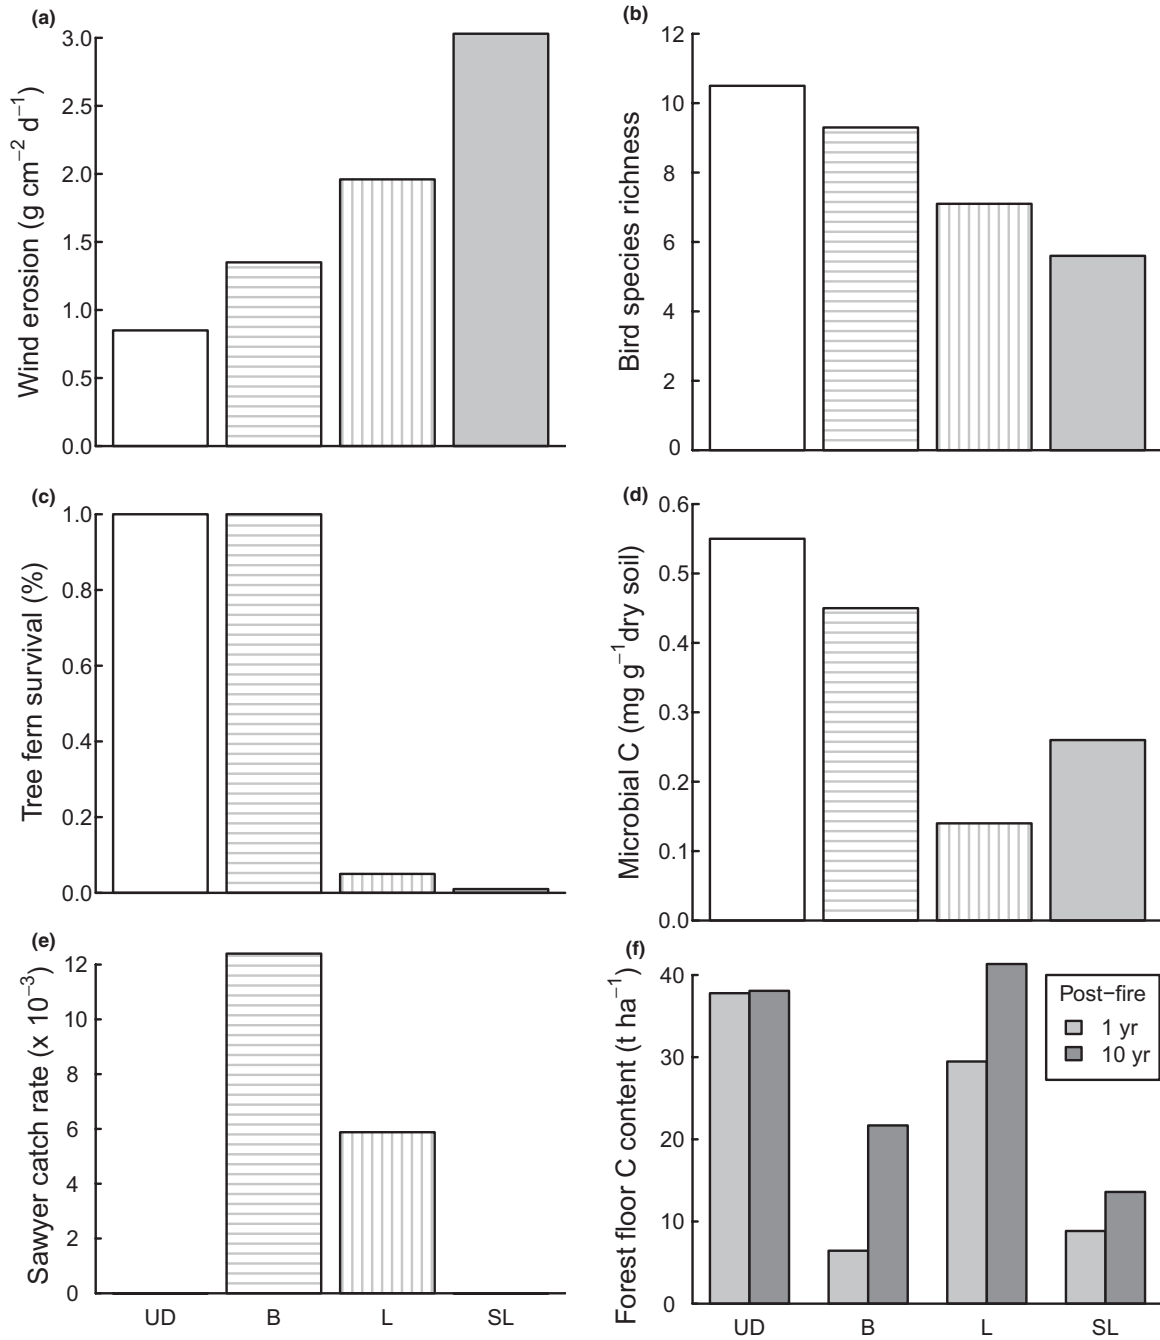 (a)
Wind erosion (g cm⁻² d⁻¹)
3.0
2.5
2.0
1.5
1.0
0.5
0.0
(b)
Bird species richness
12
10
8
6
4
2
0
(c)
Tree fern survival (%)
1.0
0.8
0.6
0.4
0.2
0.0
(d)
Microbial C (mg g⁻¹dry soil)
0.6
0.5
0.4
0.3
0.2
0.1
0.0
(e)
Sawyer catch rate (x 10⁻³)
12
10
8
6
4
2
0
UD B L SL
(f)
Forest floor C content (t ha⁻¹)
40
30
20
10
0
Post−fire
1 yr
10 yr
UD B L SL